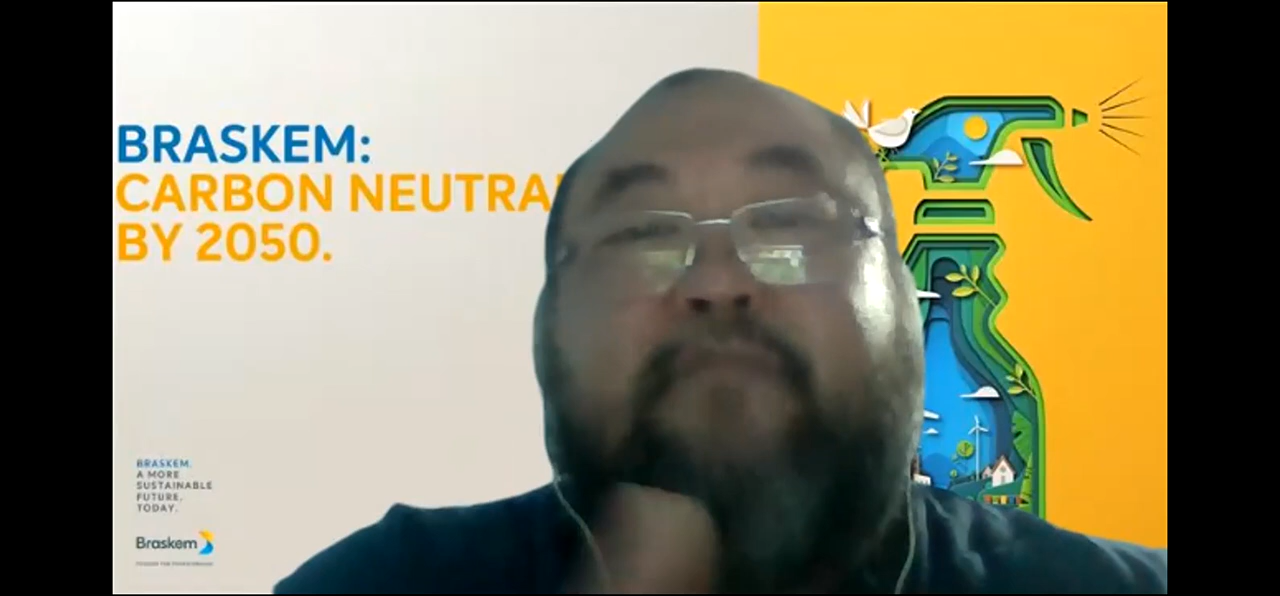 BRASKEM:
CARBON NEUTRA
BY 2050.
BRASKEM.
A MORE
SUSTAINABLE
FUTURE.
TODAY.
Braskem